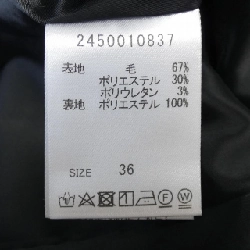 2450010837
表地 毛 67%
ポリエステル 30%
ポリウレタン 3%
裏地 ポリエステル 100%
SIZE 36